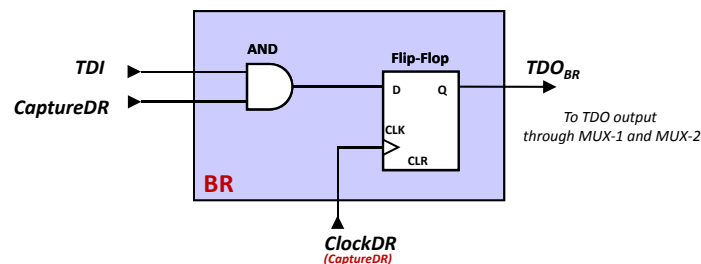 AND
Flip-Flop
TDI
TDO_BR
D
Q
CaptureDR
To TDO output
through MUX-1 and MUX-2
CLK
CLR
BR
ClockDR
(CaptureDR)